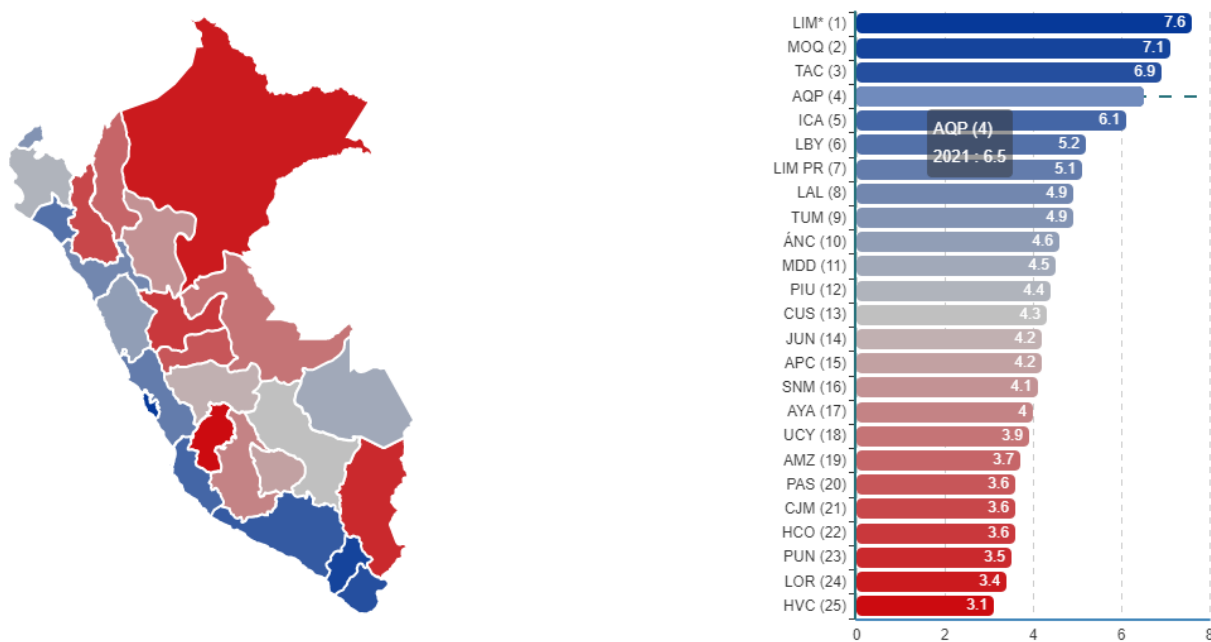 LIM* (1) 7.6
MOQ (2) 7.1
TAC (3) 6.9
AQP (4)
ICA (5) 6.1
AQP (4)
2021 : 6.5
LBY (6) 5.2
LIM PR (7) 5.1
LAL (8) 4.9
TUM (9) 4.9
ÁNC (10) 4.6
MDD (11) 4.5
PIU (12) 4.4
CUS (13) 4.3
JUN (14) 4.2
APC (15) 4.2
SNM (16) 4.1
AYA (17) 4
UCY (18) 3.9
AMZ (19) 3.7
PAS (20) 3.6
CJM (21) 3.6
HCO (22) 3.6
PUN (23) 3.5
LOR (24) 3.4
HVC (25) 3.1
0 2 4 6 8